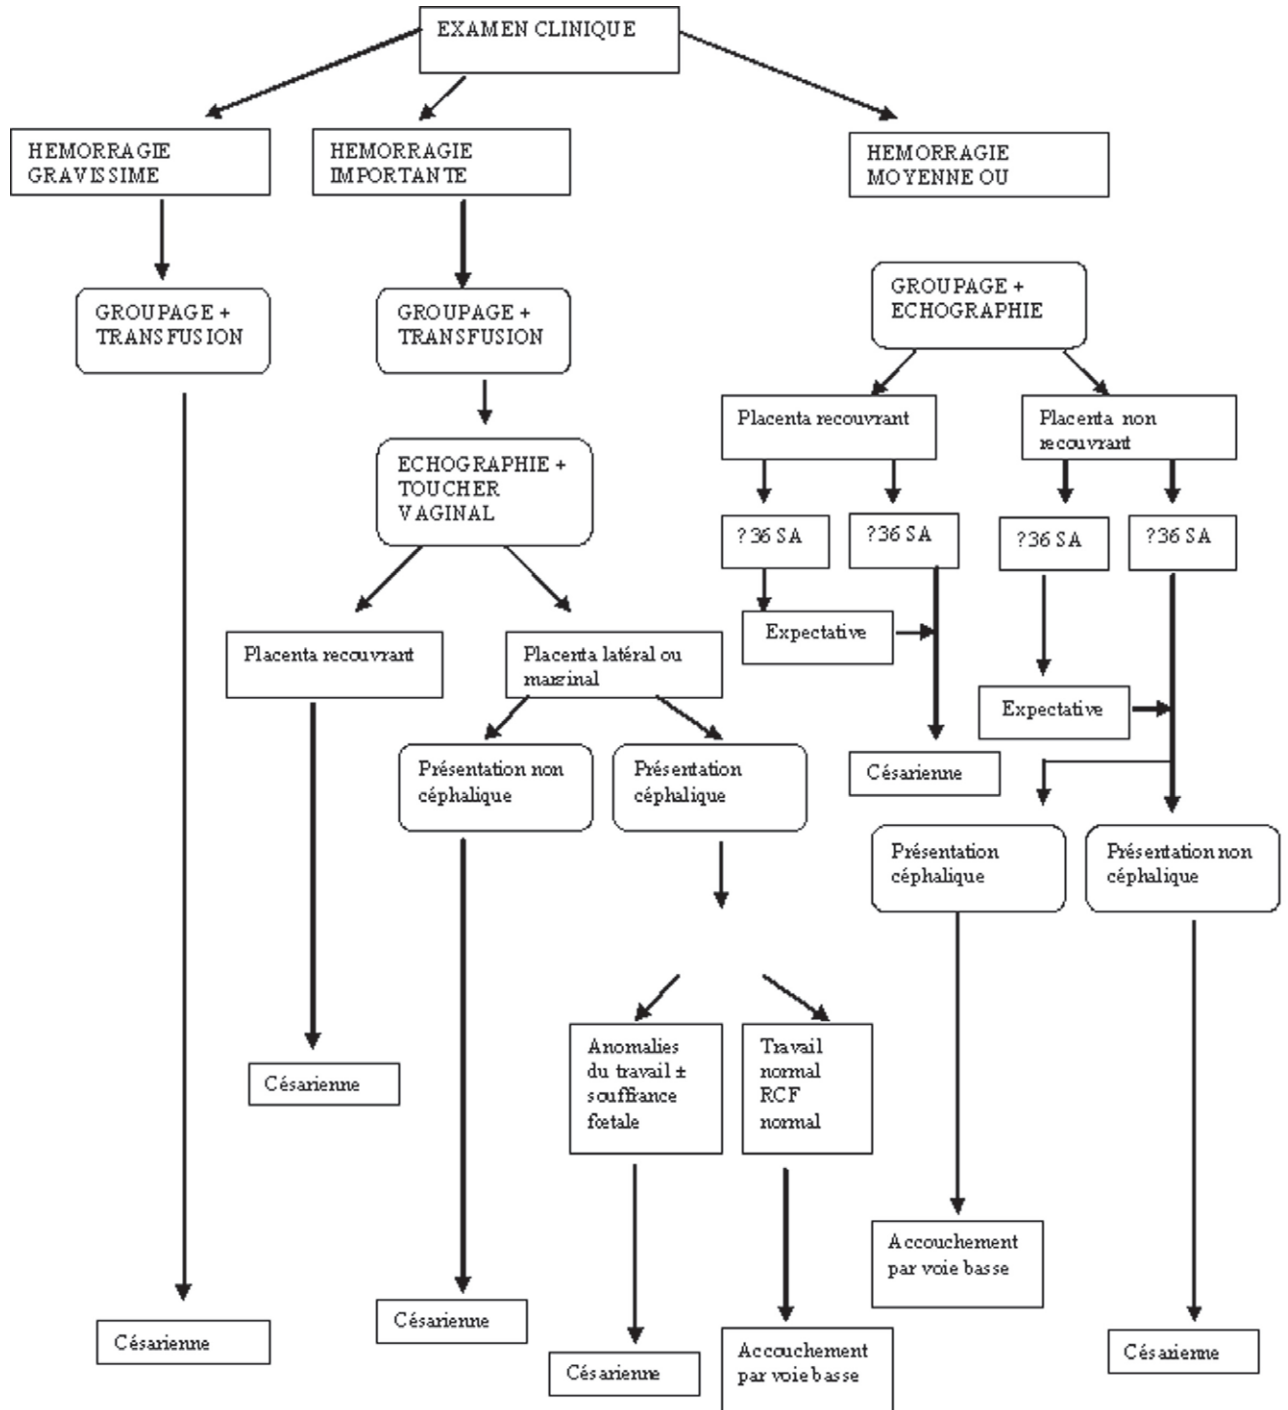 EXAMEN CLINIQUE
HEMORRAGIE
GRAVISSIME
HEMORRAGIE
IMPORTANTE
HEMORRAGIE
MOYENNE OU
GROUPAGE +
TRANSFUSION
GROUPAGE +
TRANSFUSION
GROUPAGE +
ECHOGRAPHIE
ECHOGRAPHIE +
TOUCHER
VAGINAL
Placenta recouvrant
Placenta non
recouvrant
?36 SA
?36 SA
?36 SA
?36 SA
Expectative
Expectative
Placenta recouvrant
Placenta latéral ou
marginal
Présentation non
céphalique
Présentation
céphalique
Césarienne
Présentation
céphalique
Présentation non
céphalique
Césarienne
Anomalies
du travail ±
souffrance
fœtale
Travail
normal
RCF
normal
Accouchement
par voie basse
Césarienne
Césarienne
Césarienne
Accouchement
par voie basse
Césarienne